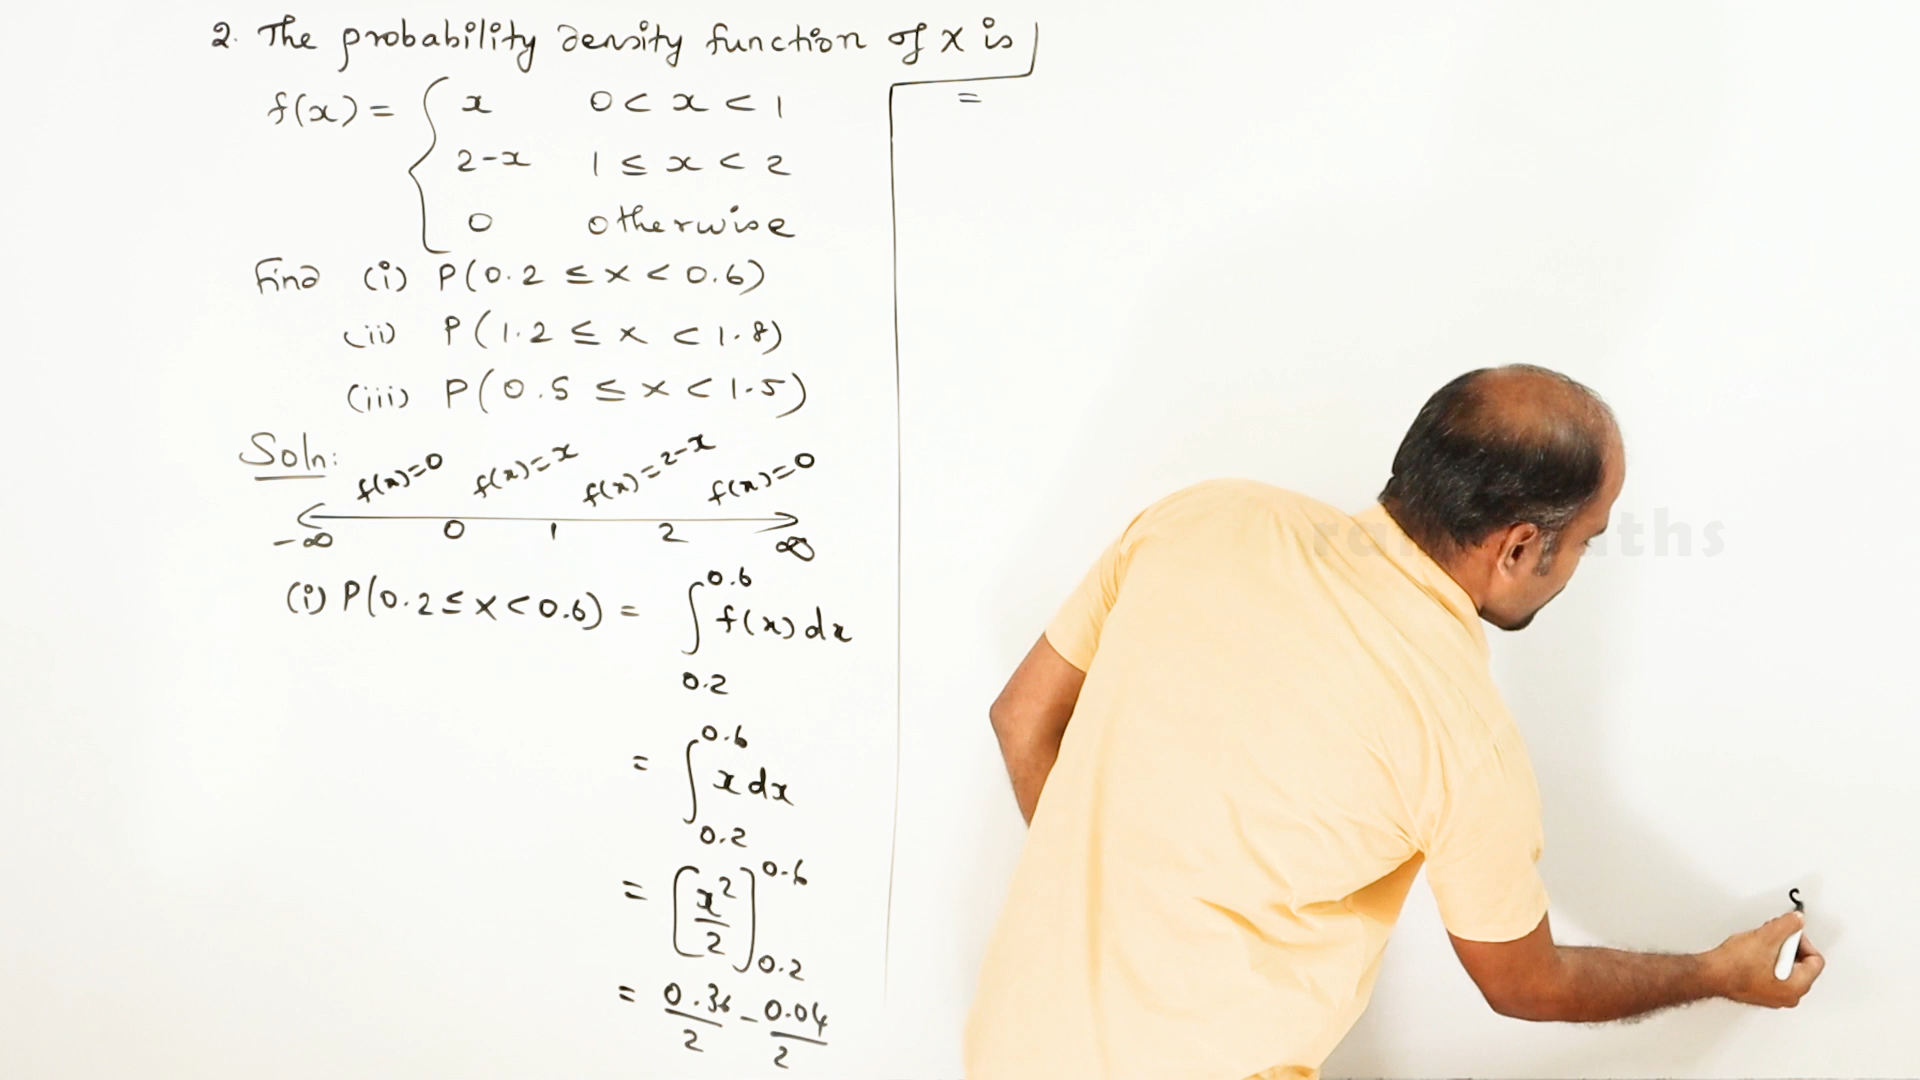 2. The probability density function of X is
f(x) = { x 0 < x < 1
2-x 1 ≤ x < 2
0 otherwise
Find (i) P(0.2 ≤ X < 0.6)
(ii) P(1.2 ≤ X < 1.8)
(iii) P(0.5 ≤ X < 1.5)
Soln:
f(x)=0 f(x)=x f(x)=2-x f(x)=0
-∞ 0 1 2 ∞
(i) P(0.2 ≤ X < 0.6) = ∫_{0.2}^{0.6} f(x) dx
= ∫_{0.2}^{0.6} x dx
= [x²/2]_{0.2}^{0.6}
= 0.36/2 - 0.04/2
=